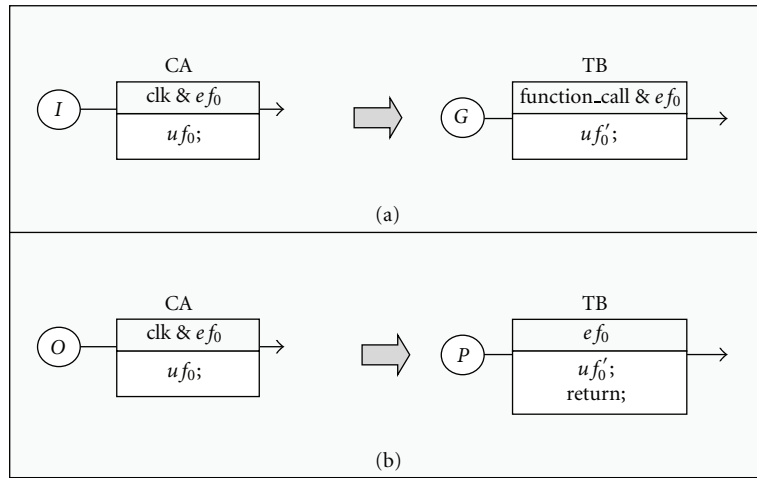 CA
TB
I
clk & ef₀
uf₀;
G
function_call & ef₀
uf₀′;
(a)
CA
TB
O
clk & ef₀
uf₀;
P
ef₀
uf₀′;
return;
(b)